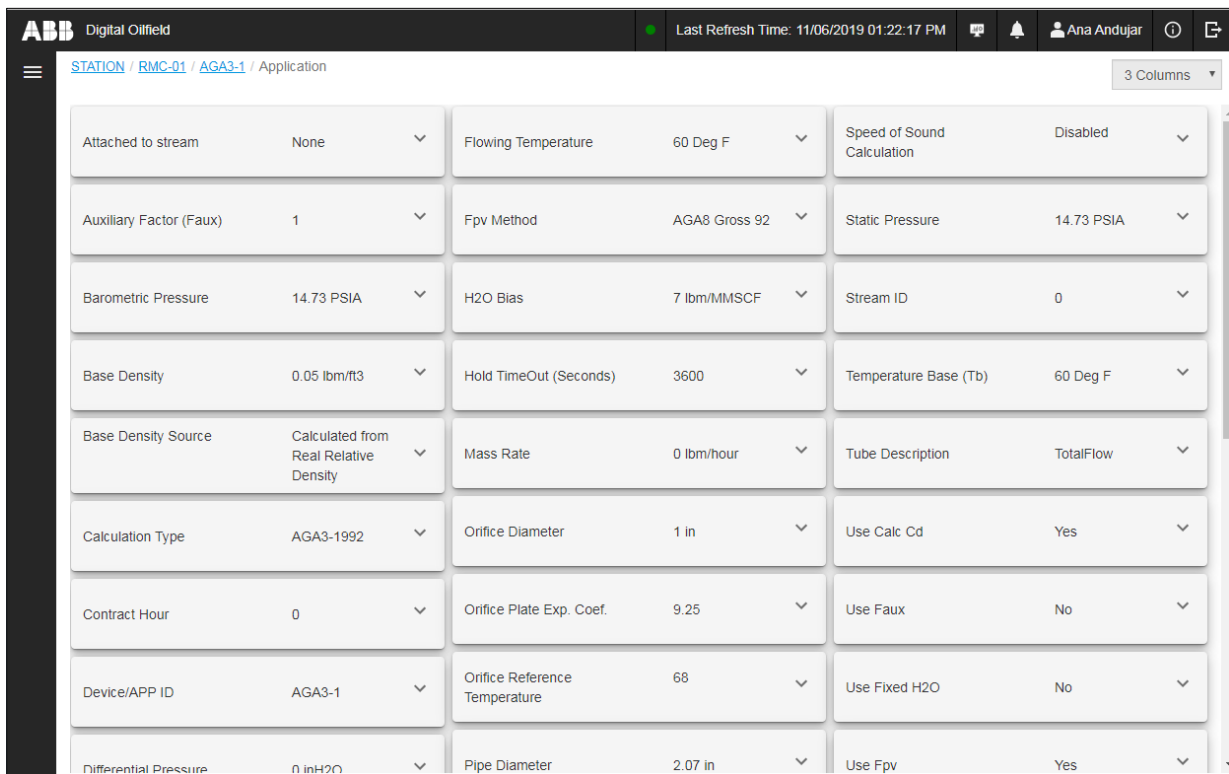 ABB Digital Oilfield
Last Refresh Time: 11/06/2019 01:22:17 PM
Ana Andujar
STATION / RMC-01 / AGA3-1 / Application
3 Columns
Attached to stream None
Auxiliary Factor (Faux) 1
Barometric Pressure 14.73 PSIA
Base Density 0.05 lbm/ft3
Base Density Source Calculated from
Real Relative
Density
Calculation Type AGA3-1992
Contract Hour 0
Device/APP ID AGA3-1
Differential Pressure 0 inH2O
Flowing Temperature 60 Deg F
Fpv Method AGA8 Gross 92
H2O Bias 7 lbm/MMSCF
Hold TimeOut (Seconds) 3600
Mass Rate 0 lbm/hour
Orifice Diameter 1 in
Orifice Plate Exp. Coef. 9.25
Orifice Reference 68
Temperature
Pipe Diameter 2.07 in
Speed of Sound Disabled
Calculation
Static Pressure 14.73 PSIA
Stream ID 0
Temperature Base (Tb) 60 Deg F
Tube Description TotalFlow
Use Calc Cd Yes
Use Faux No
Use Fixed H2O No
Use Fpv Yes